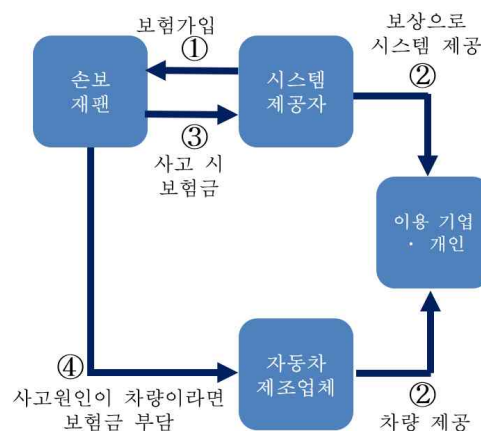 보험가입
①
보상으로
시스템 제공
②
손보
재팬
시스템
제공자
③
사고 시
보험금
이용 기업
· 개인
④
사고원인이 차량이라면
보험금 부담
자동차
제조업체
②
차량 제공